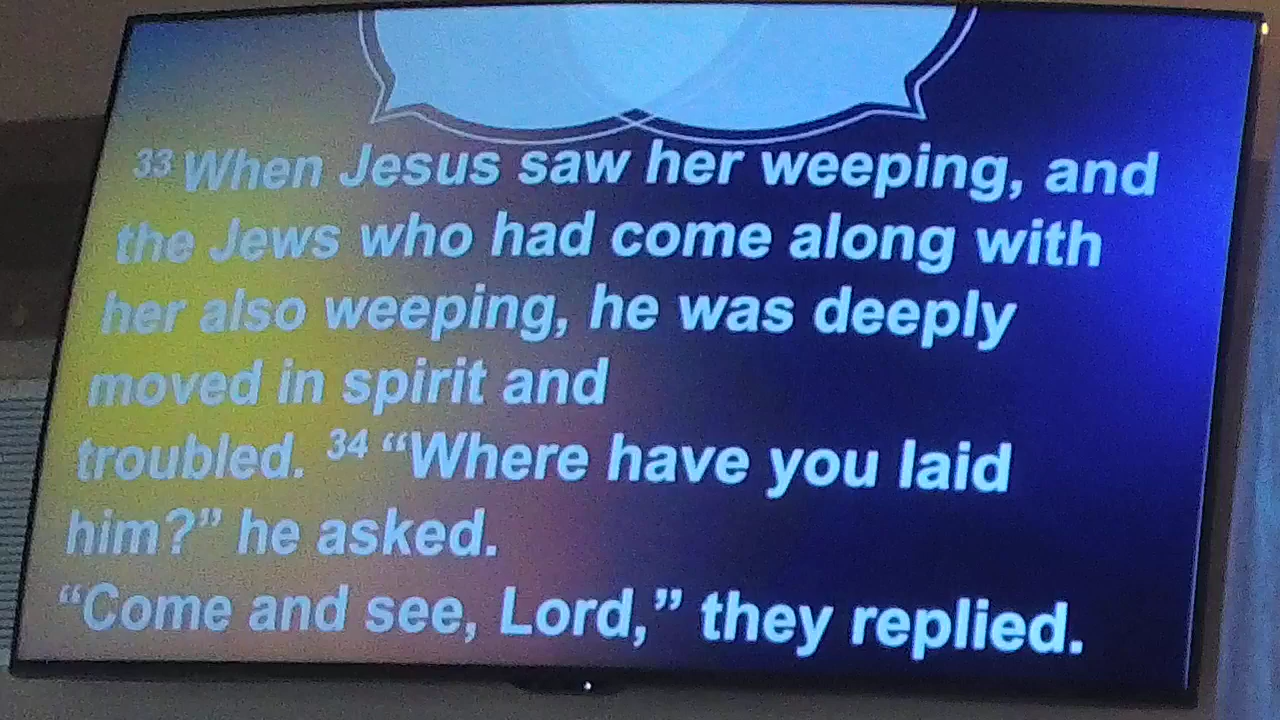 33 When Jesus saw her weeping, and
the Jews who had come along with
her also weeping, he was deeply
moved in spirit and
troubled. 34 “Where have you laid
him?” he asked.
“Come and see, Lord,” they replied.